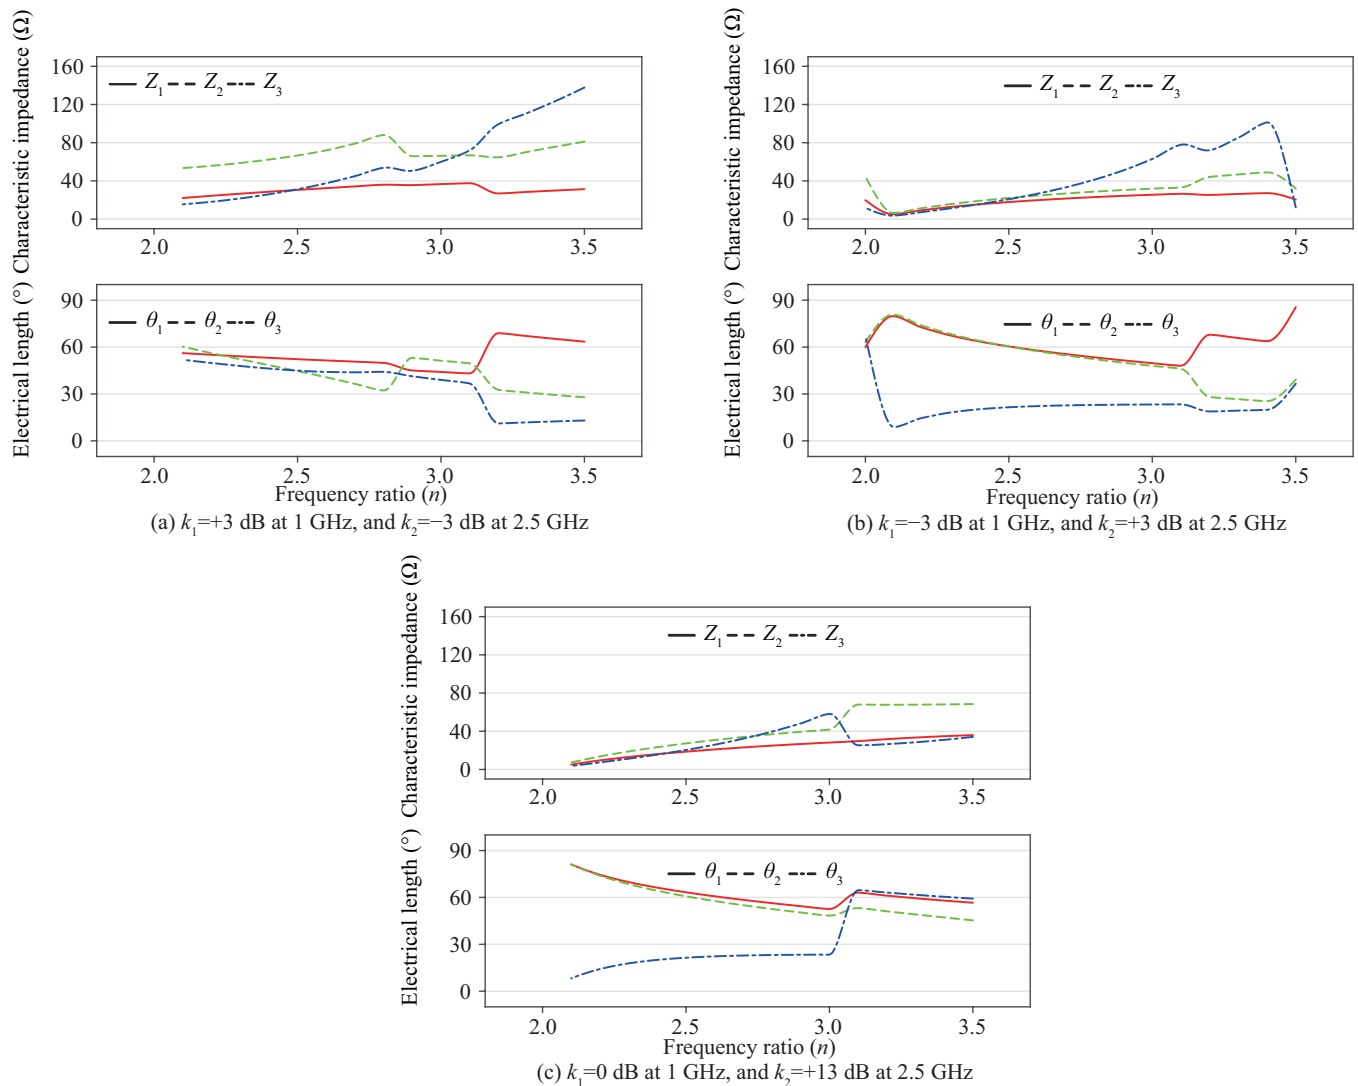 Characteristic impedance (Ω)
160
120
80
40
0
Z1 Z2 Z3
2.0 2.5 3.0 3.5
Electrical length (°)
90
60
30
0
θ1 θ2 θ3
2.0 2.5 3.0 3.5
Frequency ratio (n)
(a) k1=+3 dB at 1 GHz, and k2=−3 dB at 2.5 GHz
Characteristic impedance (Ω)
160
120
80
40
0
Z1 Z2 Z3
2.0 2.5 3.0 3.5
Electrical length (°)
90
60
30
0
θ1 θ2 θ3
2.0 2.5 3.0 3.5
Frequency ratio (n)
(b) k1=−3 dB at 1 GHz, and k2=+3 dB at 2.5 GHz
Characteristic impedance (Ω)
160
120
80
40
0
Z1 Z2 Z3
2.0 2.5 3.0 3.5
Electrical length (°)
90
60
30
0
θ1 θ2 θ3
2.0 2.5 3.0 3.5
Frequency ratio (n)
(c) k1=0 dB at 1 GHz, and k2=+13 dB at 2.5 GHz